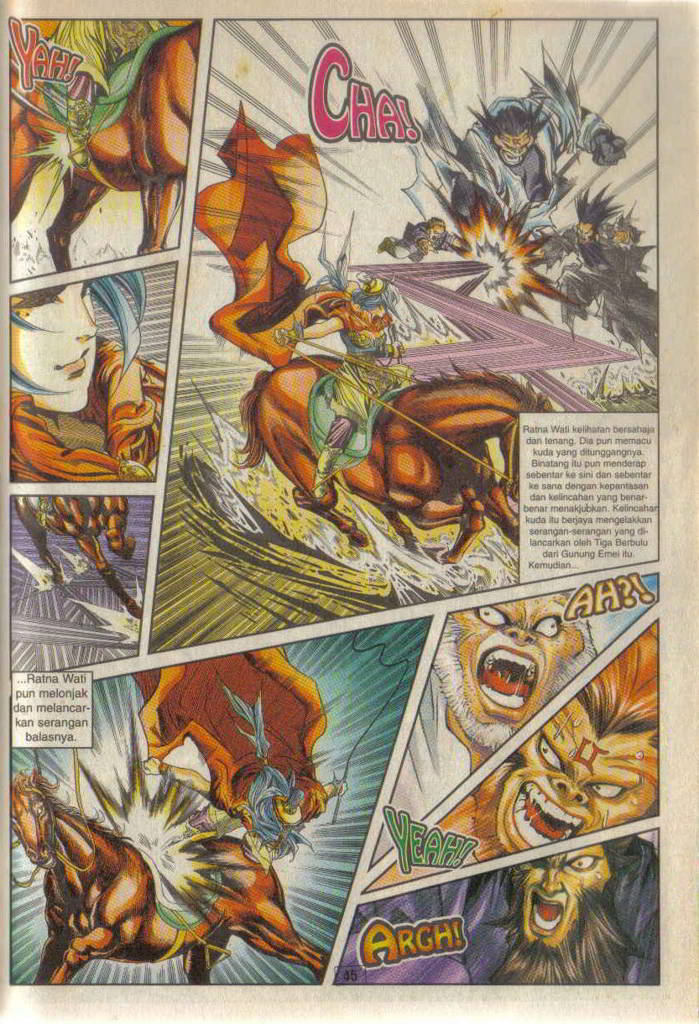 YAH!
CHA!
Ratna Wati kelihatan bersahaja
dan tenang. Dia pun memacu
kuda yang ditunggangnya.
Binatang itu pun menderap
sebentar ke sini dan sebentar
ke sana dengan kepantasan
dan kelincahan yang benar-
benar menakjubkan. Kelincahan
kuda itu berjaya mengelakkan
serangan-serangan yang di-
lancarkan oleh Tiga Berbulu
dari Gunung Emei itu.
Kemudian...
...Ratna Wati
pun melonjak
dan melancar-
kan serangan
balasnya.
AH?!
YEAH!
ARGH!
45